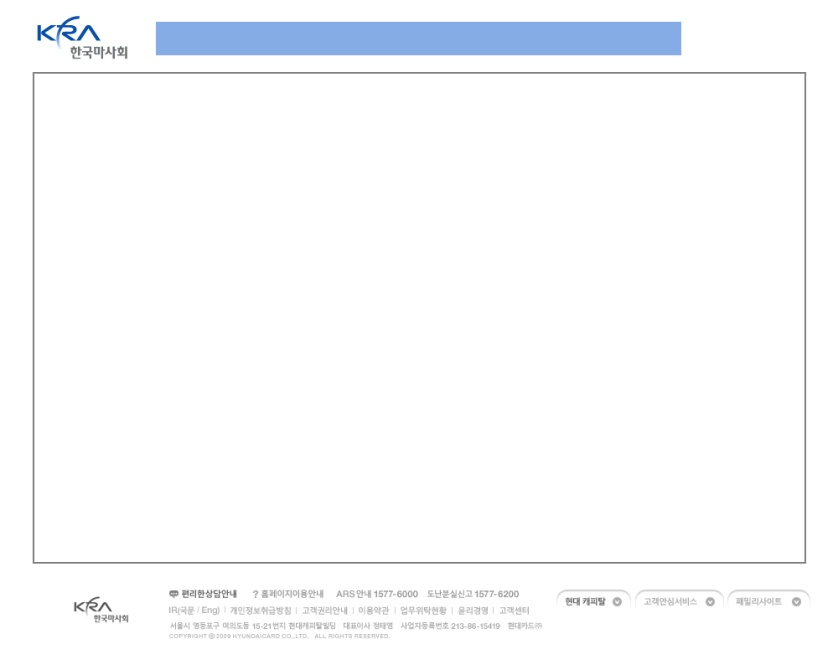 KRA
한국마사회
편리한상담안내 ? 홈페이지이용안내 ARS 안내 1577-6000 도난분실신고 1577-6200
IR(국문 / Eng) | 개인정보취급방침 | 고객권리안내 | 이용약관 | 업무위탁현황 | 윤리경영 | 고객센터
서울시 영등포구 여의도동 15-21번지 현대캐피탈빌딩 대표이사 정태영 사업자등록번호 213-86-15419 현대카드㈜
COPYRIGHT ⓒ 2009 HYUNDAICARD CO.,LTD. ALL RIGHTS RESERVED.
현대 캐피탈 고객안심서비스 패밀리사이트
KRA
한국마사회